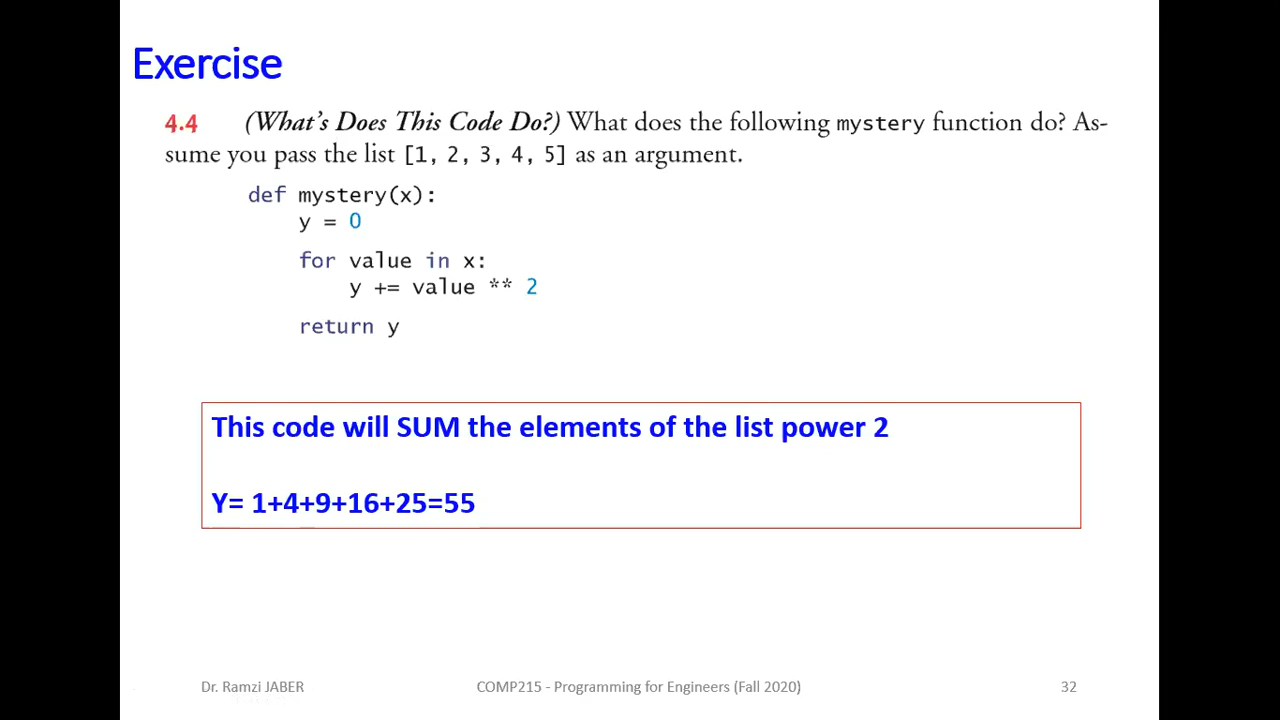 Exercise
4.4 (What's Does This Code Do?) What does the following mystery function do? As-
sume you pass the list [1, 2, 3, 4, 5] as an argument.
def mystery(x):
y = 0
for value in x:
y += value ** 2
return y
This code will SUM the elements of the list power 2
Y= 1+4+9+16+25=55
Dr. Ramzi JABER COMP215 - Programming for Engineers (Fall 2020) 32